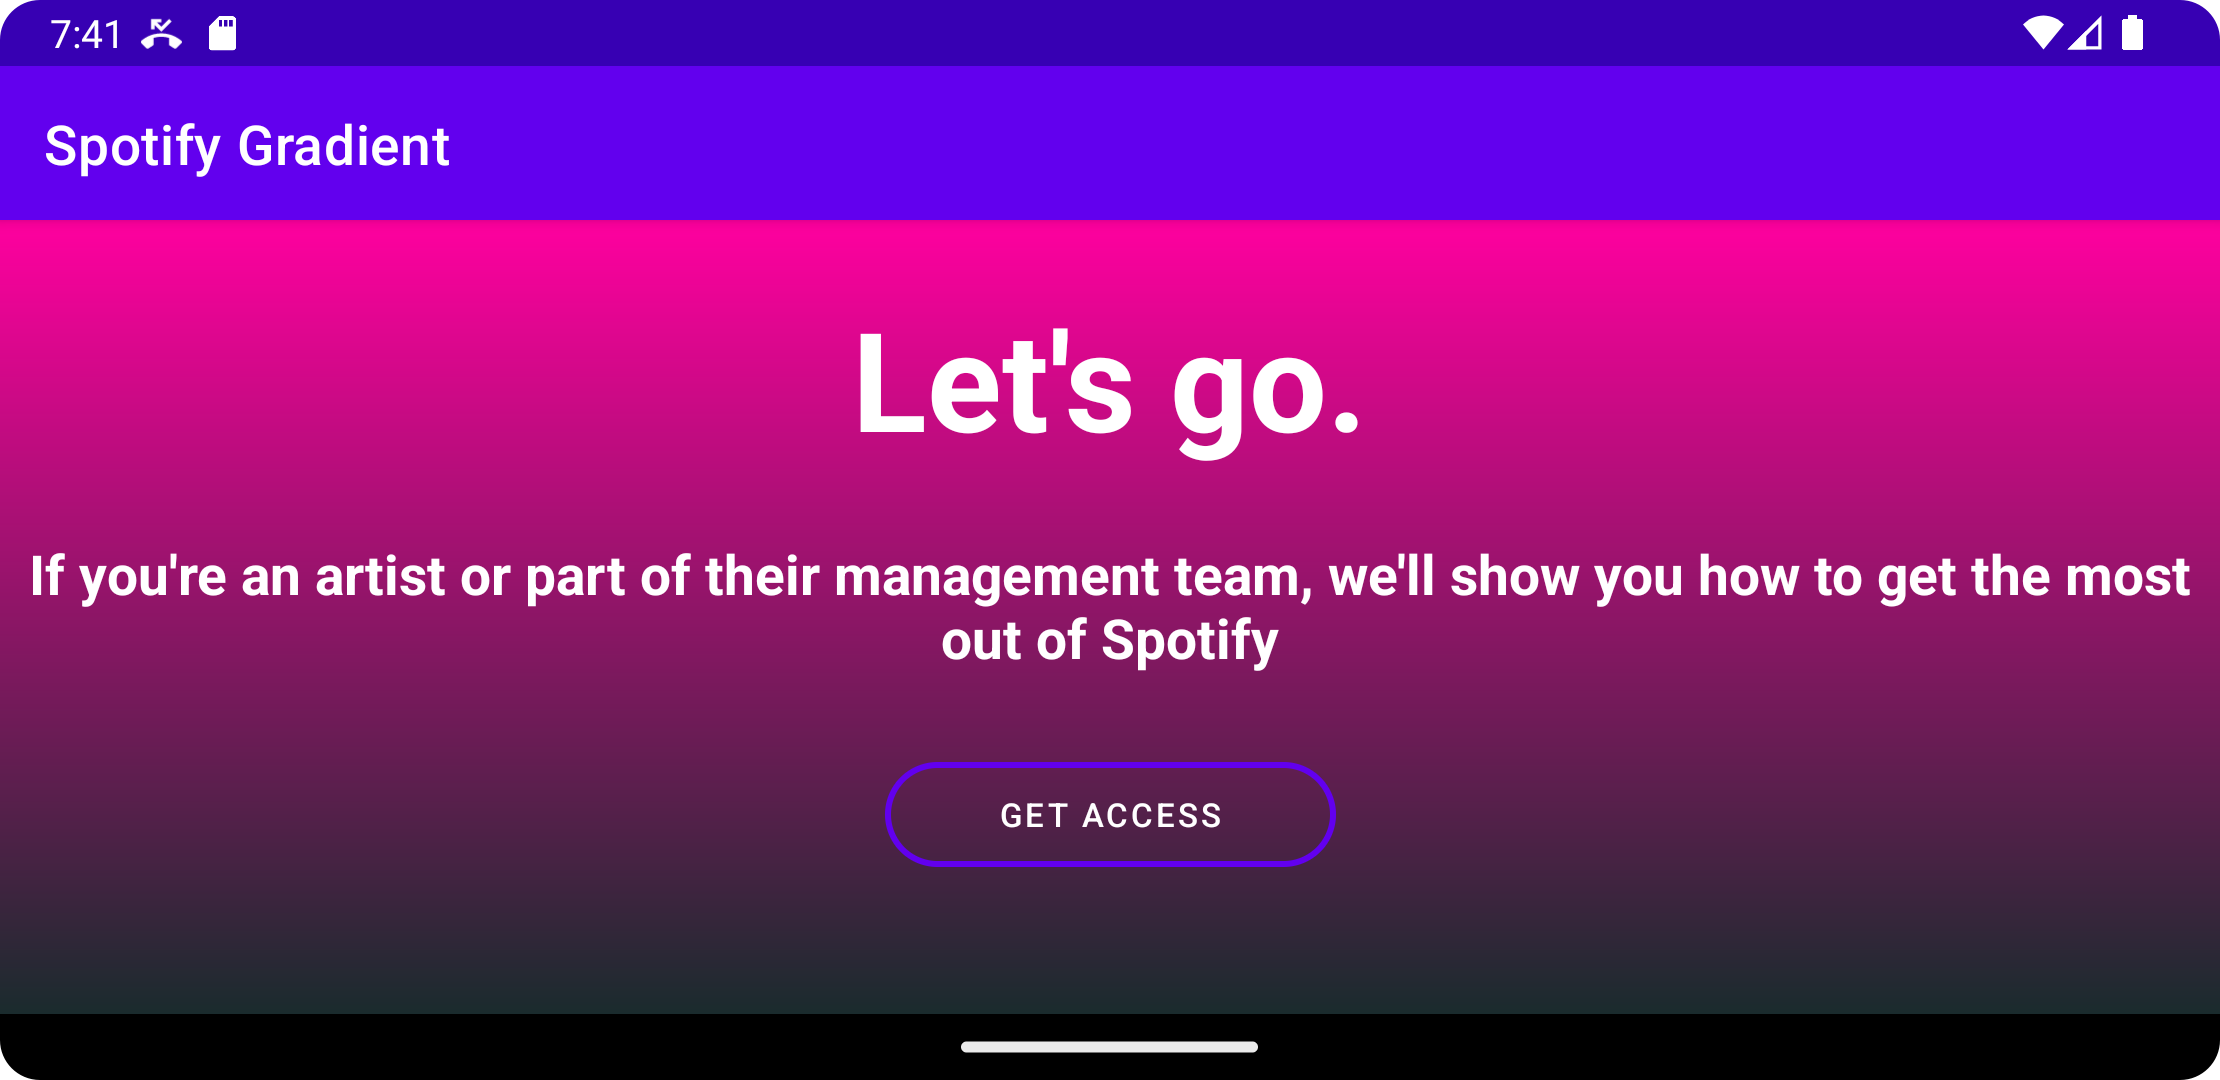 7:41
Spotify Gradient
Let's go.
If you're an artist or part of their management team, we'll show you how to get the most
out of Spotify
GET ACCESS